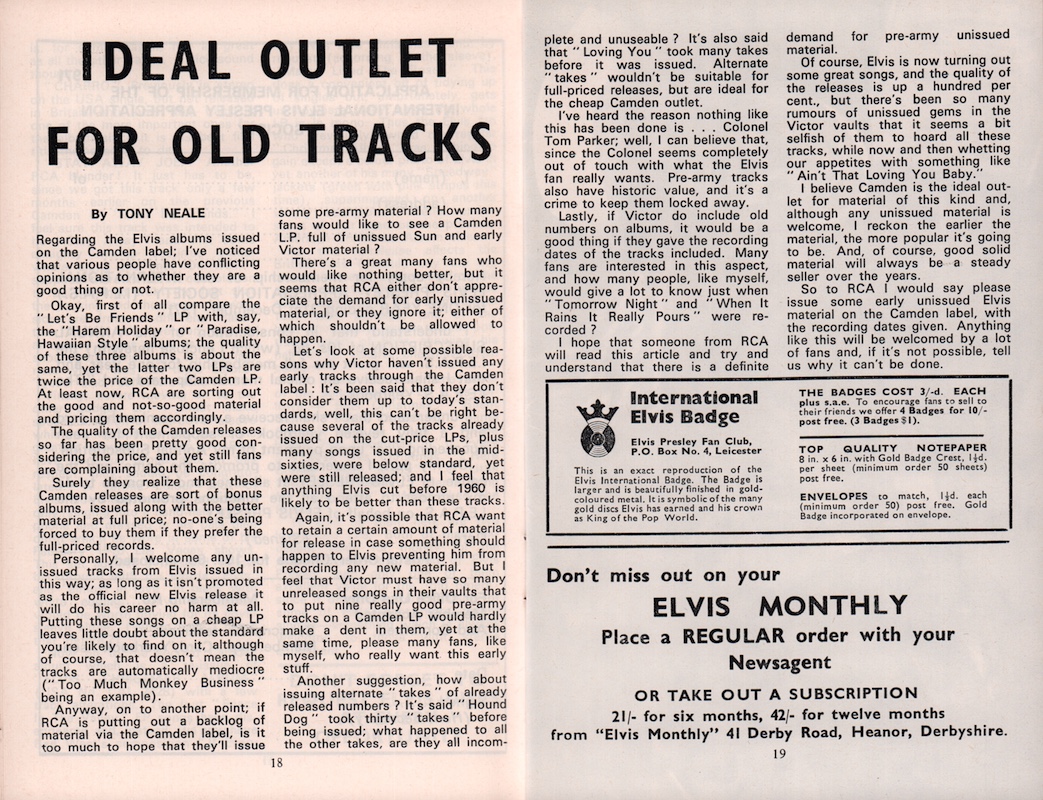 IDEAL OUTLET
FOR OLD TRACKS
By TONY NEALE
Regarding the Elvis albums issued
on the Camden label; I've noticed
that various people have conflicting
opinions as to whether they are a
good thing or not.
Okay, first of all compare the
"Let's Be Friends" LP with, say,
the "Harem Holiday" or "Paradise,
Hawaiian Style" albums; the quality
of these three albums is about the
same, yet the latter two LPs are
twice the price of the Camden LP.
At least now, RCA are sorting out
the good and not-so-good material
and pricing them accordingly.
The quality of the Camden releases
so far has been pretty good con-
sidering the price, and yet still fans
are complaining about them.
Surely they realize that these
Camden releases are sort of bonus
albums, issued along with the better
material at full price; no-one's being
forced to buy them if they prefer the
full-priced records.
Personally, I welcome any un-
issued tracks from Elvis issued in
this way; as long as it isn't promoted
as the official new Elvis release it
will do his career no harm at all.
Putting these songs on a cheap LP
leaves little doubt about the standard
you're likely to find on it, although
of course, that doesn't mean the
tracks are automatically mediocre
("Too Much Monkey Business"
being an example).
Anyway, on to another point; if
RCA is putting out a backlog of
material via the Camden label, is it
too much to hope that they'll issue
some pre-army material? How many
fans would like to see a Camden
L.P. full of unissued Sun and early
Victor material?
There's a great many fans who
would like nothing better, but it
seems that RCA either don't appre-
ciate the demand for early unissued
material, or they ignore it; either of
which shouldn't be allowed to
happen.
Let's look at some possible rea-
sons why Victor haven't issued any
early tracks through the Camden
label: It's been said that they don't
consider them up to today's stan-
dards, well, this can't be right be-
cause several of the tracks already
issued on the cut-price LPs, plus
many songs issued in the mid-
sixties, were below standard, yet
were still released; and I feel that
anything Elvis cut before 1960 is
likely to be better than these tracks.
Again, it's possible that RCA want
to retain a certain amount of material
for release in case something should
happen to Elvis preventing him from
recording any new material. But I
feel that Victor must have so many
unreleased songs in their vaults that
to put nine really good pre-army
tracks on a Camden LP would hardly
make a dent in them, yet at the
same time, please many fans, like
myself, who really want this early
stuff.
Another suggestion, how about
issuing alternate "takes" of already
released numbers? It's said "Hound
Dog" took thirty "takes" before
being issued; what happened to all
the other takes, are they all incom-
18
plete and unuseable? It's also said
that "Loving You" took many takes
before it was issued. Alternate
"takes" wouldn't be suitable for
full-priced releases, but are ideal for
the cheap Camden outlet.
I've heard the reason nothing like
this has been done is . . . Colonel
Tom Parker; well, I can believe that,
since the Colonel seems completely
out of touch with what the Elvis
fan really wants. Pre-army tracks
also have historic value, and it's a
crime to keep them locked away.
Lastly, if Victor do include old
numbers on albums, it would be a
good thing if they gave the recording
dates of the tracks included. Many
fans are interested in this aspect,
and how many people, like myself,
would give a lot to know just when
"Tomorrow Night" and "When It
Rains It Really Pours" were re-
corded?
I hope that someone from RCA
will read this article and try and
understand that there is a definite
demand for pre-army unissued
material.
Of course, Elvis is now turning out
some great songs, and the quality of
the releases is up a hundred per
cent., but there's been so many
rumours of unissued gems in the
Victor vaults that it seems a bit
selfish of them to hoard all these
tracks, while now and then whetting
our appetites with something like
"Ain't That Loving You Baby."
I believe Camden is the ideal out-
let for material of this kind and,
although any unissued material is
welcome, I reckon the earlier the
material, the more popular it's going
to be. And, of course, good solid
material will always be a steady
seller over the years.
So to RCA I would say please
issue some early unissued Elvis
material on the Camden label, with
the recording dates given. Anything
like this will be welcomed by a lot
of fans and, if it's not possible, tell
us why it can't be done.
International
Elvis Badge
Elvis Presley Fan Club,
P.O. Box No. 4, Leicester
This is an exact reproduction of the
Elvis International Badge. The Badge is
larger and is beautifully finished in gold-
coloured metal. It is symbolic of the many
gold discs Elvis has earned and his crown
as King of the Pop World.
THE BADGES COST 3/-d. EACH
plus s.a.e. To encourage fans to sell to
their friends we offer 4 Badges for 10/-
post free. (3 Badges $1).
TOP QUALITY NOTEPAPER
8 in. x 6 in. with Gold Badge Crest, 1½d.
per sheet (minimum order 50 sheets)
post free.
ENVELOPES to match, 1½d. each
(minimum order 50) post free. Gold
Badge incorporated on envelope.
Don't miss out on your
ELVIS MONTHLY
Place a REGULAR order with your
Newsagent
OR TAKE OUT A SUBSCRIPTION
21/- for six months, 42/- for twelve months
from "Elvis Monthly" 41 Derby Road, Heanor, Derbyshire.
19